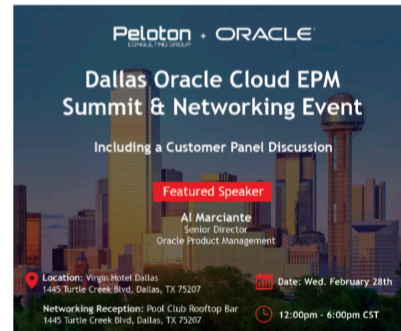 Peloton + ORACLE
CONSULTING GROUP
Dallas Oracle Cloud EPM
Summit & Networking Event
Including a Customer Panel Discussion
Featured Speaker
Al Marciante
Senior Director
Oracle Product Management
Location: Virgin Hotel Dallas
1445 Turtle Creek Blvd, Dallas, TX 75207
Networking Reception: Pool Club Rooftop Bar
1445 Turtle Creek Blvd, Dallas, TX 75207
Date: Wed. February 28th
12:00pm - 6:00pm CST